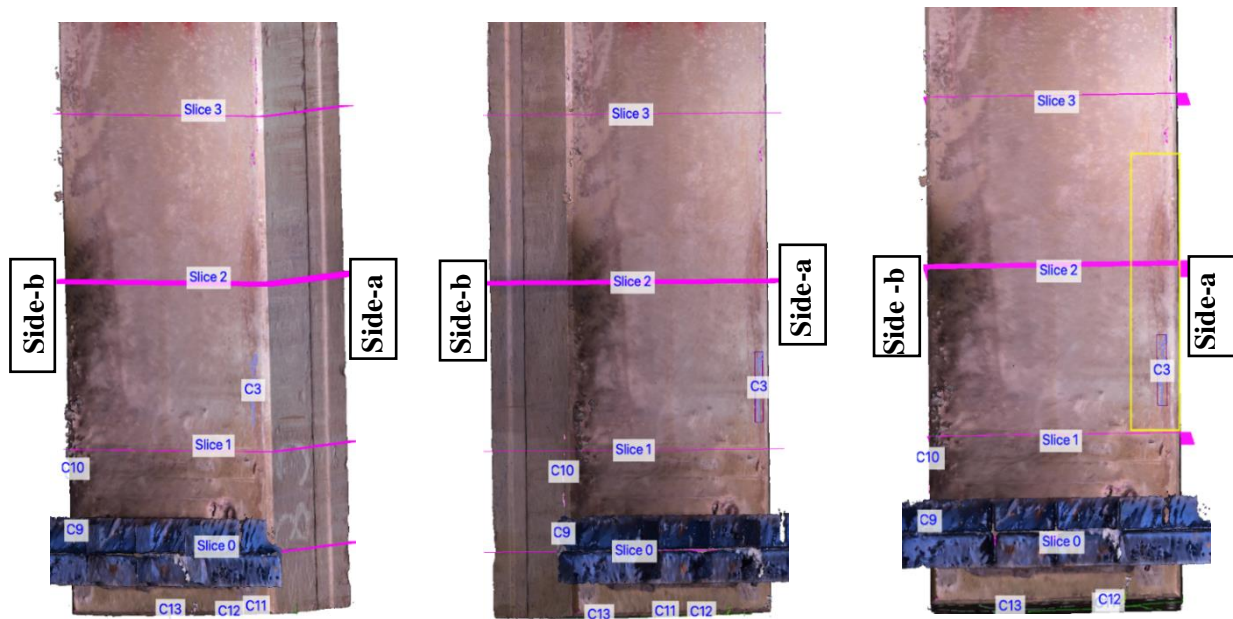 Slice 3
Side-b
Slice 2
Side-a
C3
Slice 1
C10
C9
Slice 0
C13
C12
C11
Slice 3
Side-b
Slice 2
Side-a
C3
Slice 1
C10
C9
Slice 0
C13
C11
C12
Slice 3
Side -b
Slice 2
Side-a
C3
Slice 1
C10
C9
Slice 0
C13
C12